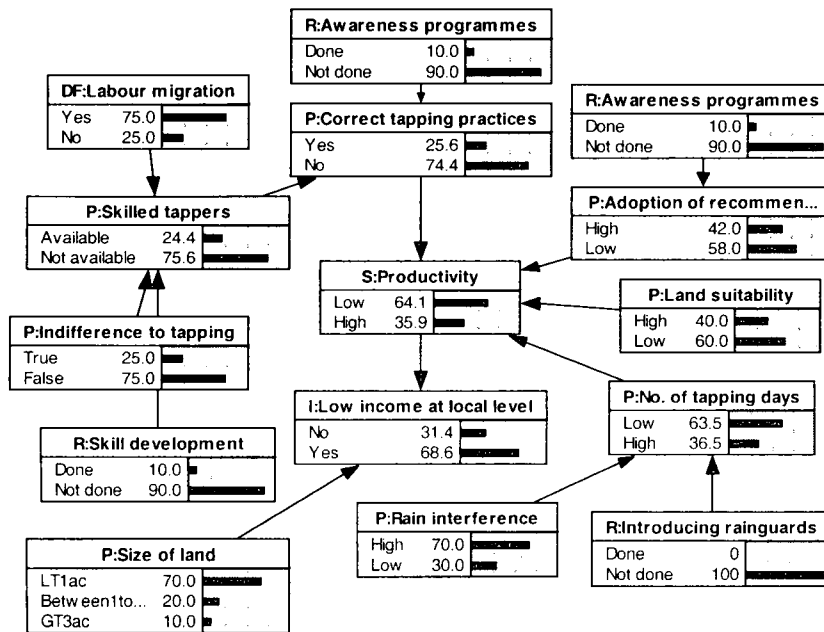 R:Awareness programmes
Done 10.0
Not done 90.0
DF:Labour migration
Yes 75.0
No 25.0
P:Correct tapping practices
Yes 25.6
No 74.4
R:Awareness programmes
Done 10.0
Not done 90.0
P:Skilled tappers
Available 24.4
Not available 75.6
P:Adoption of recommen...
High 42.0
Low 58.0
S:Productivity
Low 64.1
High 35.9
P:Land suitability
High 40.0
Low 60.0
P:Indifference to tapping
True 25.0
False 75.0
I:Low income at local level
No 31.4
Yes 68.6
P:No. of tapping days
Low 63.5
High 36.5
R:Skill development
Done 10.0
Not done 90.0
P:Rain interference
High 70.0
Low 30.0
R:Introducing rainguards
Done 0
Not done 100
P:Size of land
LT1ac 70.0
Between1to... 20.0
GT3ac 10.0